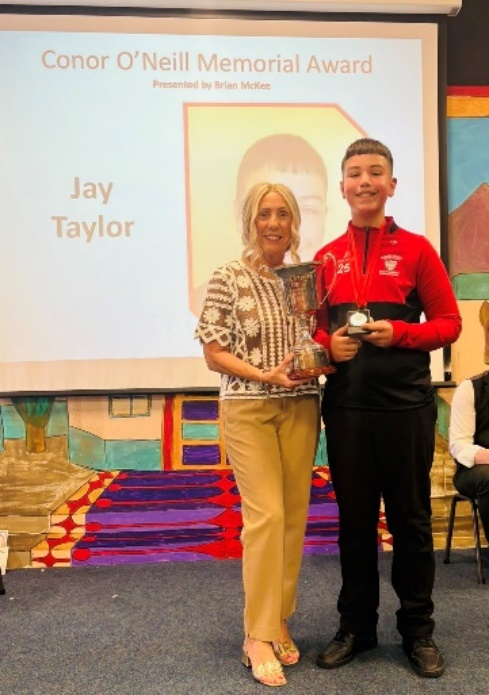 Conor O'Neill Memorial Award
Presented by Brian McKee
Jay
Taylor
25